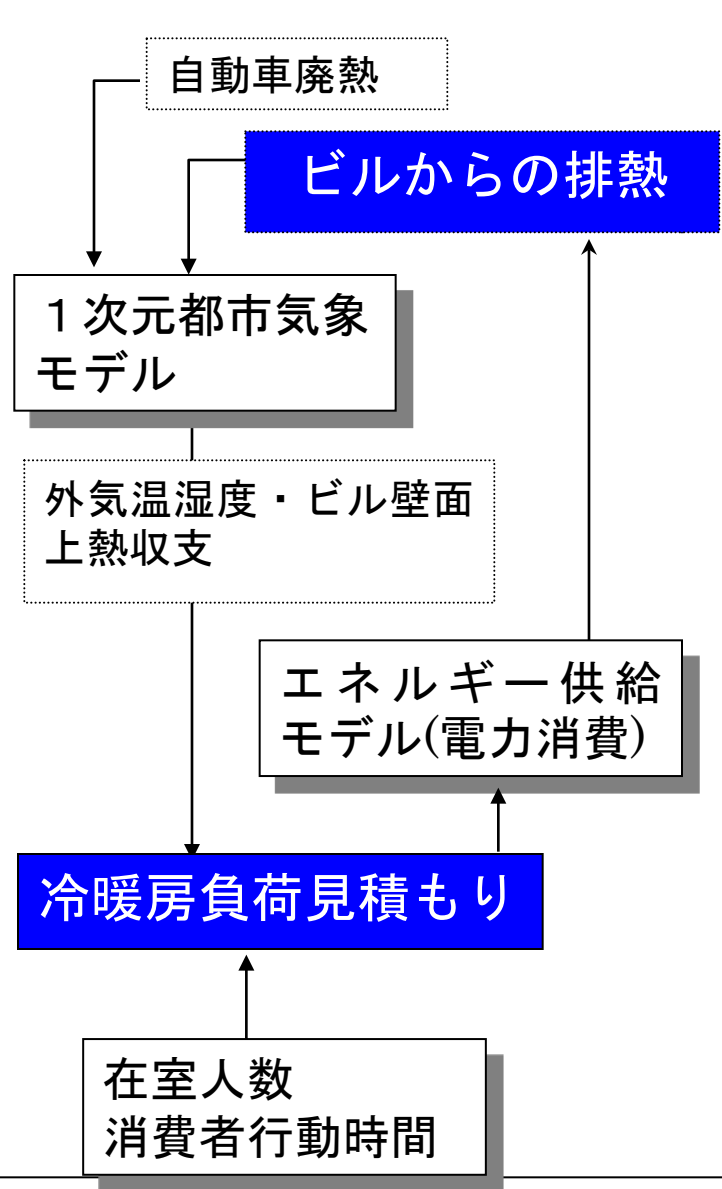 自動車廃熱
ビルからの排熱
１次元都市気象
モデル
外気温湿度・ビル壁面
上熱収支
エネルギー供給
モデル(電力消費)
冷暖房負荷見積もり
在室人数
消費者行動時間